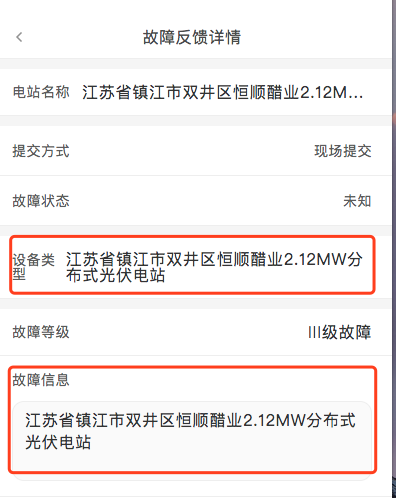 故障反馈详情
电站名称 江苏省镇江市双井区恒顺醋业2.12M...
提交方式 现场提交
故障状态 未知
设备类型 江苏省镇江市双井区恒顺醋业2.12MW分
布式光伏电站
故障等级 III级故障
故障信息
江苏省镇江市双井区恒顺醋业2.12MW分布式
光伏电站